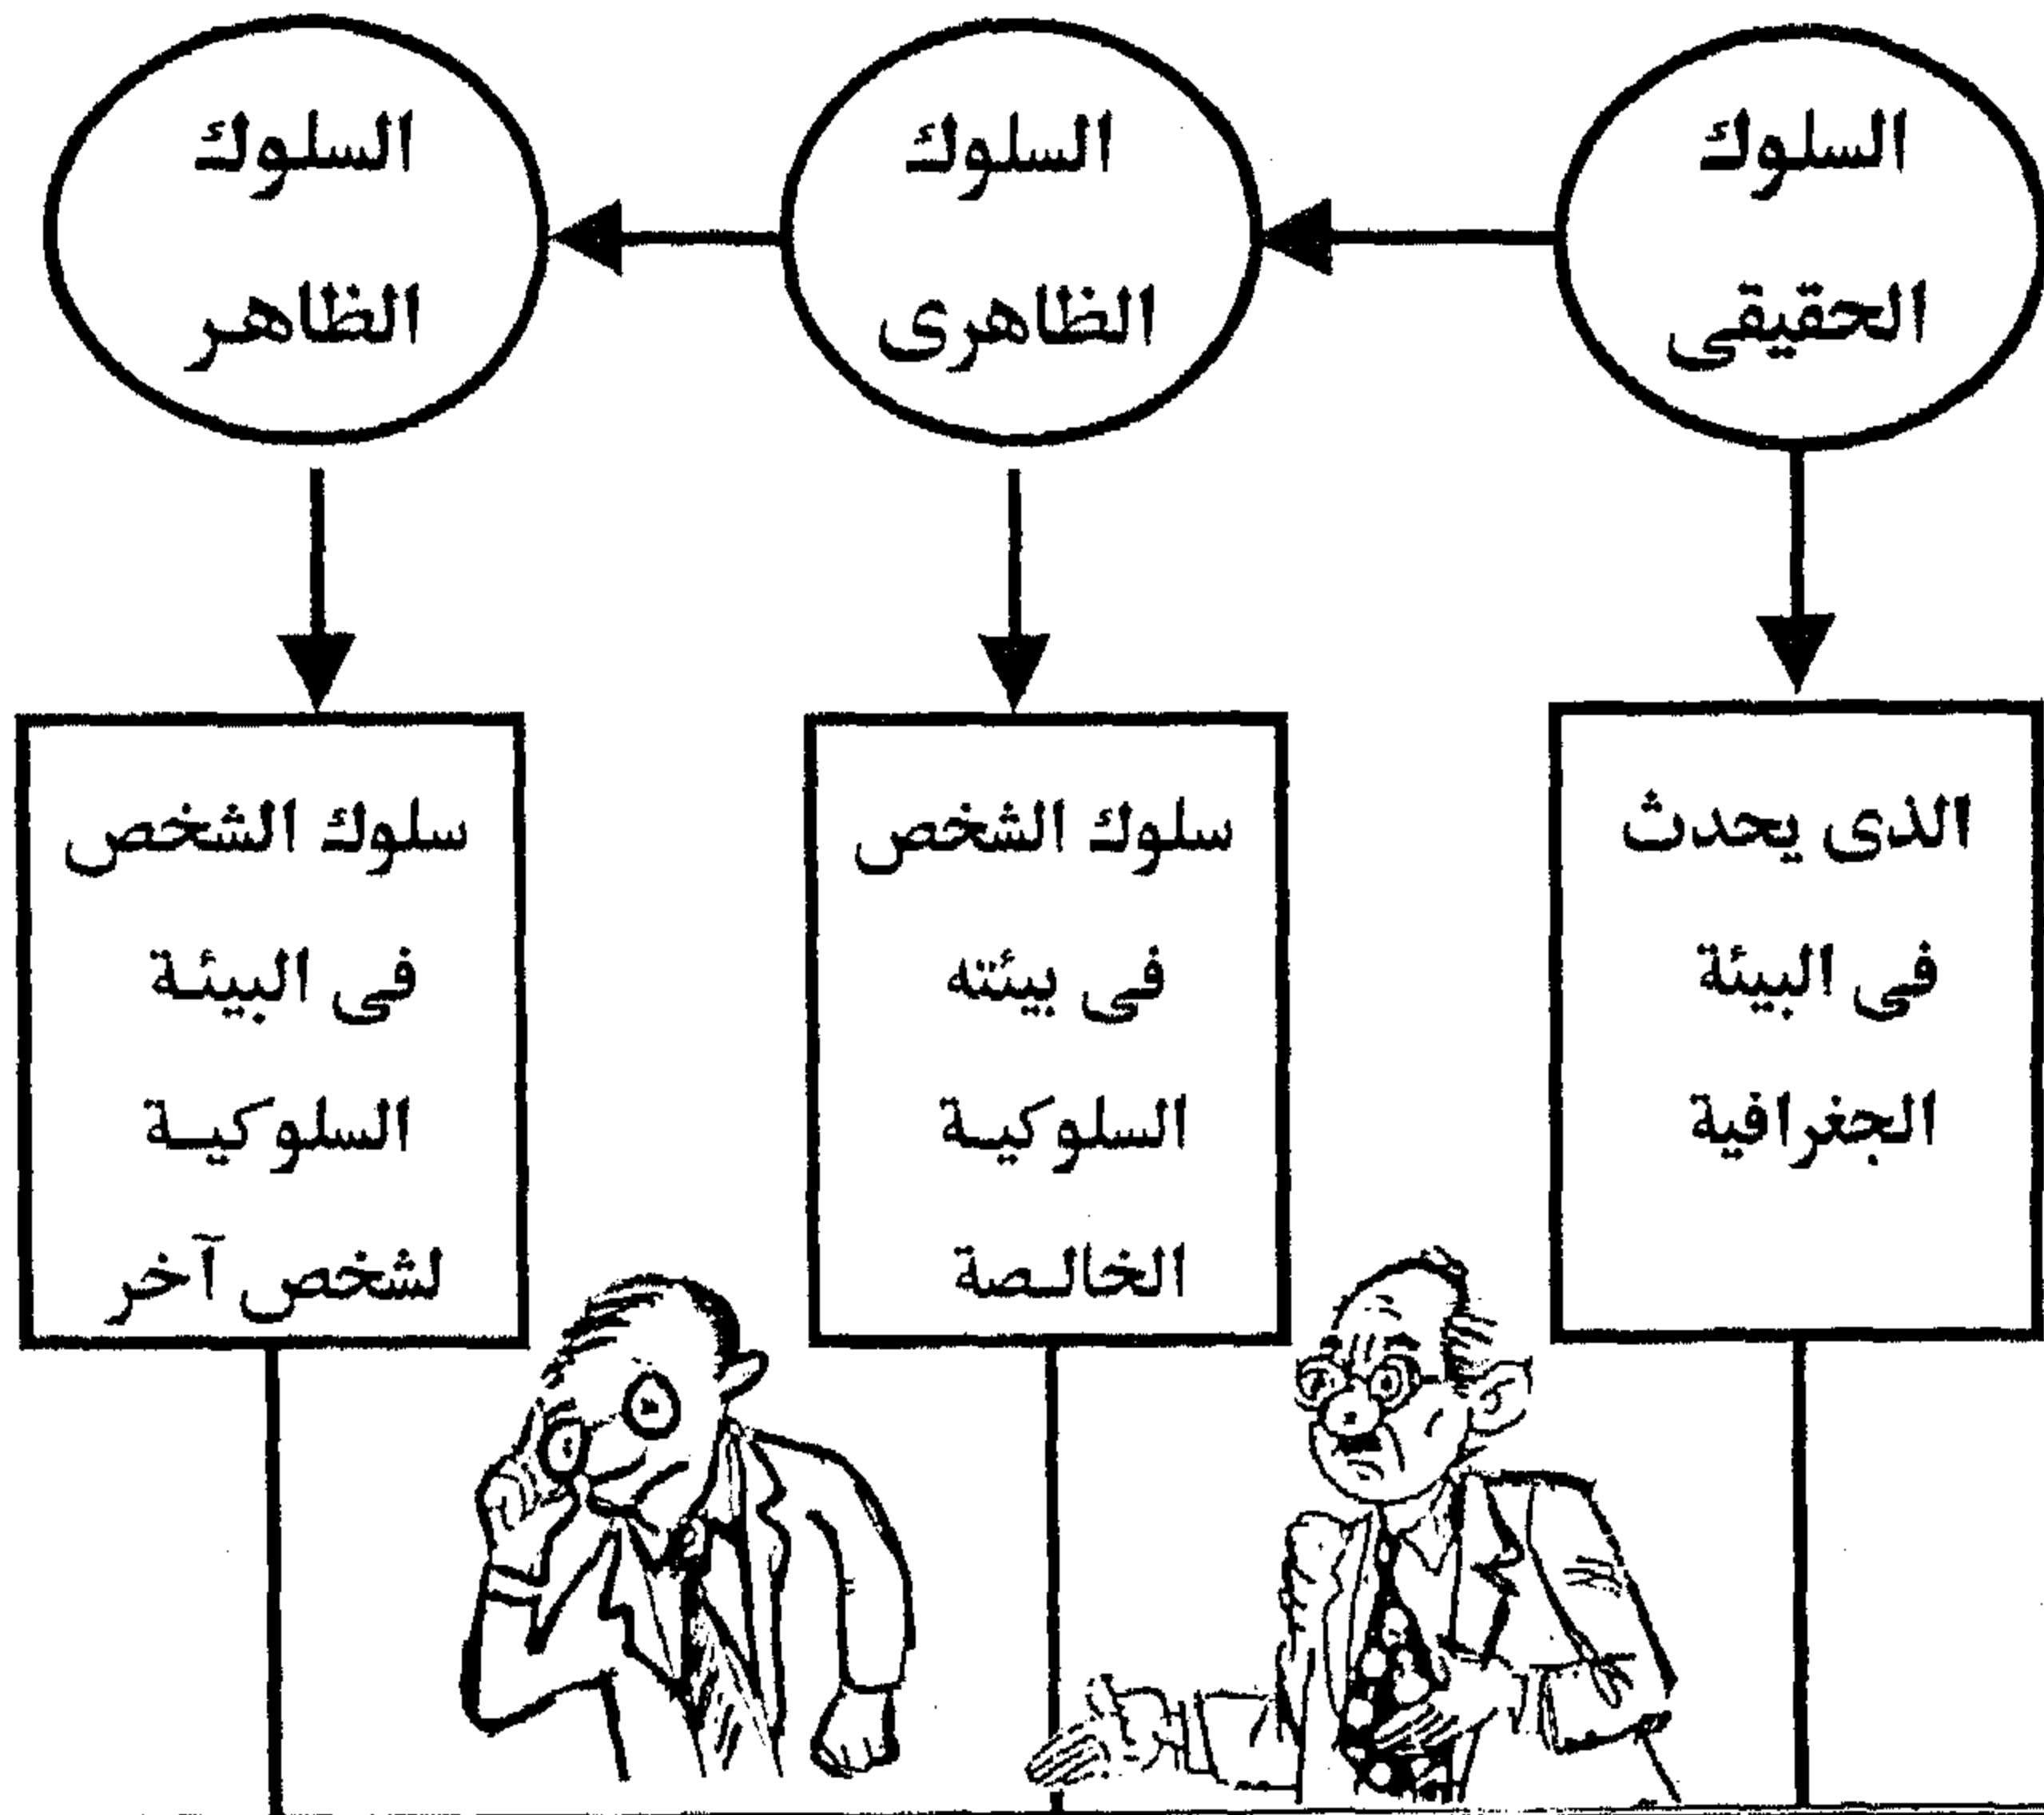 السلوك
الحقيقى
السلوك
الظاهرى
السلوك
الظاهر
الذى يحدث
فى البيئة
الجغرافية
سلوك الشخص
فى بيئته
السلوكية
الخالصة
سلوك الشخص
فى البيئة
السلوكية
لشخص آخر